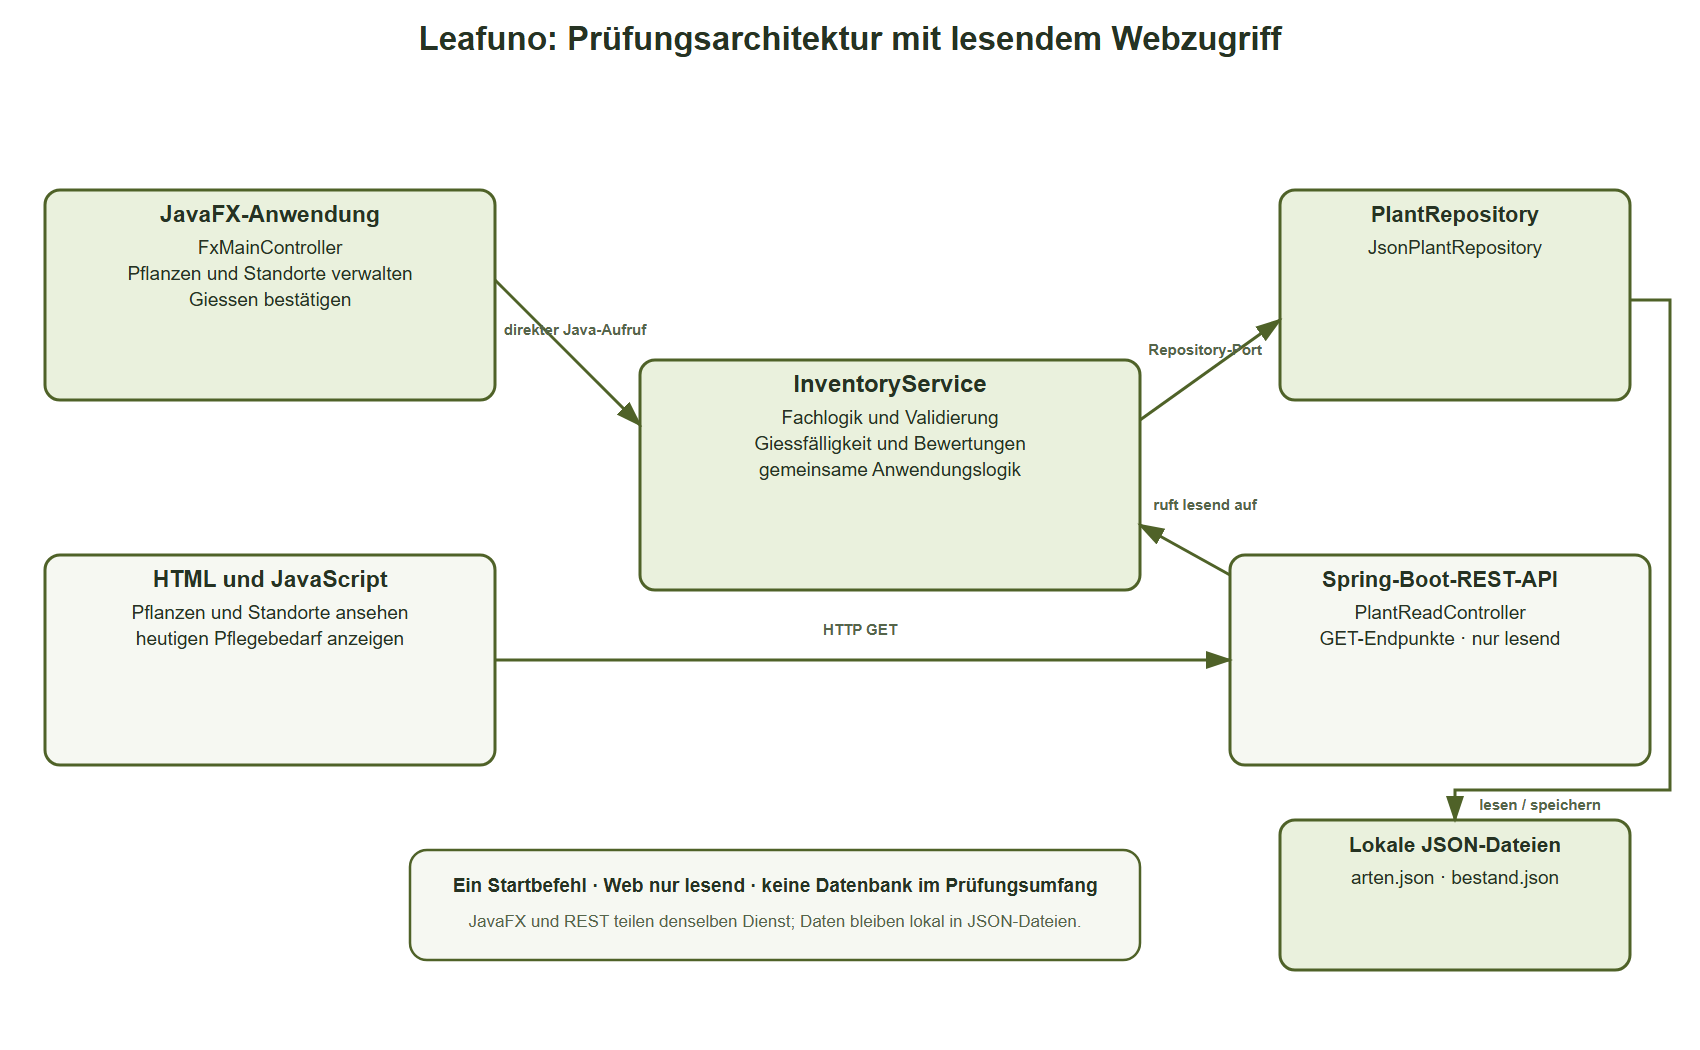 Leafuno: Prüfungsarchitektur mit lesendem Webzugriff
JavaFX-Anwendung
FxMainController
Pflanzen und Standorte verwalten
Giessen bestätigen
direkter Java-Aufruf
InventoryService
Fachlogik und Validierung
Giessfälligkeit und Bewertungen
gemeinsame Anwendungslogik
Repository-Port
PlantRepository
JsonPlantRepository
ruft lesend auf
HTML und JavaScript
Pflanzen und Standorte ansehen
heutigen Pflegebedarf anzeigen
HTTP GET
Spring-Boot-REST-API
PlantReadController
GET-Endpunkte · nur lesend
lesen / speichern
Lokale JSON-Dateien
arten.json · bestand.json
Ein Startbefehl · Web nur lesend · keine Datenbank im Prüfungsumfang
JavaFX und REST teilen denselben Dienst; Daten bleiben lokal in JSON-Dateien.